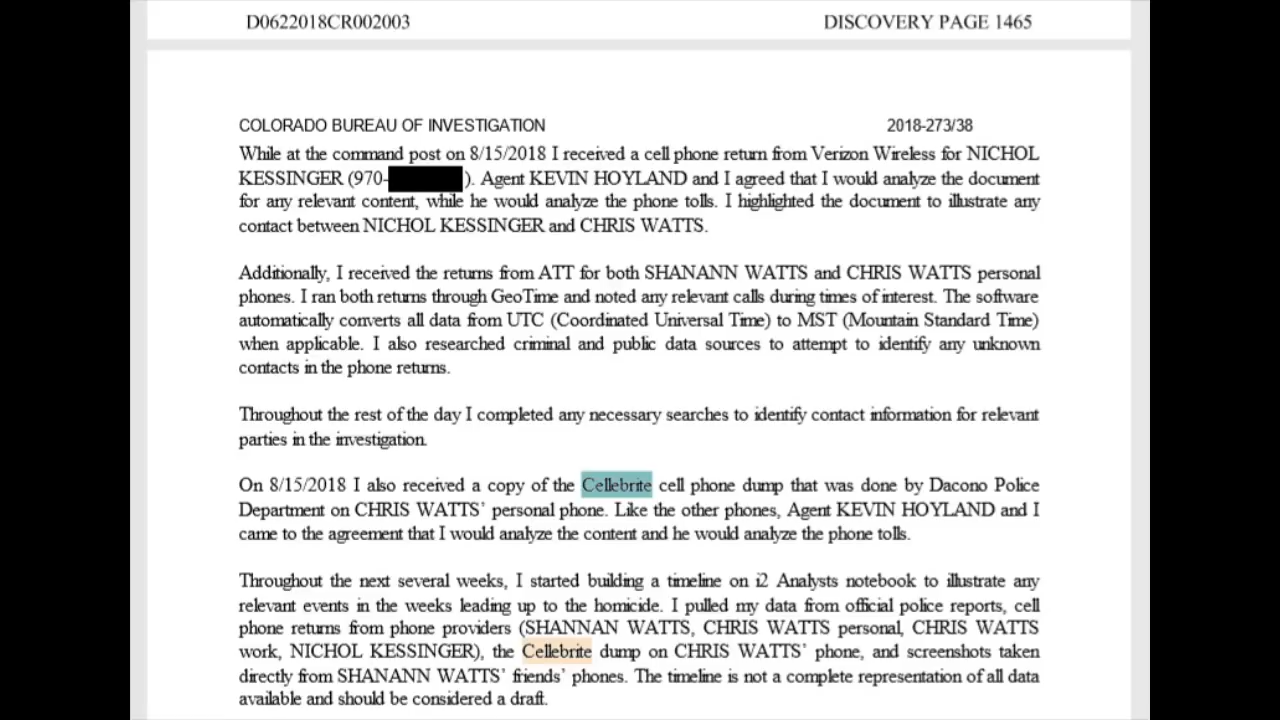 D0622018CR002003 DISCOVERY PAGE 1465
COLORADO BUREAU OF INVESTIGATION 2018-273/38
While at the command post on 8/15/2018 I received a cell phone return from Verizon Wireless for NICHOL
KESSINGER (970- ). Agent KEVIN HOYLAND and I agreed that I would analyze the document
for any relevant content, while he would analyze the phone tolls. I highlighted the document to illustrate any
contact between NICHOL KESSINGER and CHRIS WATTS.
Additionally, I received the returns from ATT for both SHANANN WATTS and CHRIS WATTS personal
phones. I ran both returns through GeoTime and noted any relevant calls during times of interest. The software
automatically converts all data from UTC (Coordinated Universal Time) to MST (Mountain Standard Time)
when applicable. I also researched criminal and public data sources to attempt to identify any unknown
contacts in the phone returns.
Throughout the rest of the day I completed any necessary searches to identify contact information for relevant
parties in the investigation.
On 8/15/2018 I also received a copy of the Cellebrite cell phone dump that was done by Dacono Police
Department on CHRIS WATTS' personal phone. Like the other phones, Agent KEVIN HOYLAND and I
came to the agreement that I would analyze the content and he would analyze the phone tolls.
Throughout the next several weeks, I started building a timeline on i2 Analysts notebook to illustrate any
relevant events in the weeks leading up to the homicide. I pulled my data from official police reports, cell
phone returns from phone providers (SHANNAN WATTS, CHRIS WATTS personal, CHRIS WATTS
work, NICHOL KESSINGER), the Cellebrite dump on CHRIS WATTS' phone, and screenshots taken
directly from SHANANN WATTS' friends' phones. The timeline is not a complete representation of all data
available and should be considered a draft.